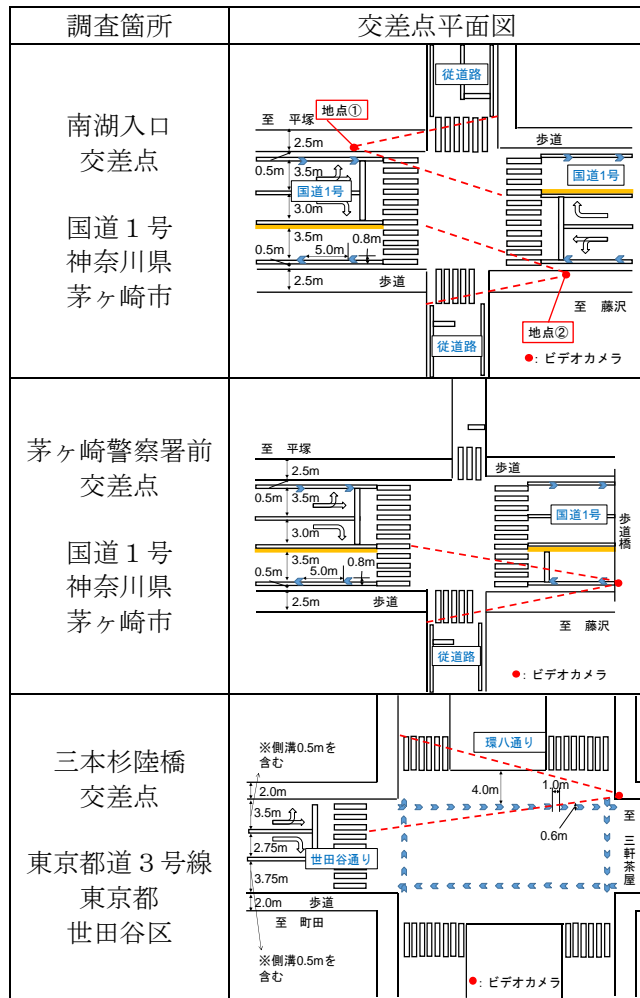 調査箇所
交差点平面図
南湖入口
交差点
国道１号
神奈川県
茅ヶ崎市
従道路
地点①
至 平塚
2.5m
歩道
0.5m
3.5m
国道1号
国道1号
3.0m
3.5m
0.8m
0.5m
5.0m
2.5m
歩道
至 藤沢
地点②
従道路
●: ビデオカメラ
茅ヶ崎警察署前
交差点
国道１号
神奈川県
茅ヶ崎市
至 平塚
2.5m
歩道
0.5m
3.5m
国道1号
歩道橋
3.0m
3.5m
0.8m
0.5m
5.0m
2.5m
歩道
至 藤沢
従道路
●: ビデオカメラ
三本杉陸橋
交差点
東京都道３号線
東京都
世田谷区
※側溝0.5mを
含む
環八通り
2.0m
4.0m
1.0m
3.5m
0.6m
至 三軒茶屋
2.75m
世田谷通り
3.75m
2.0m
歩道
至 町田
※側溝0.5mを
含む
●: ビデオカメラ